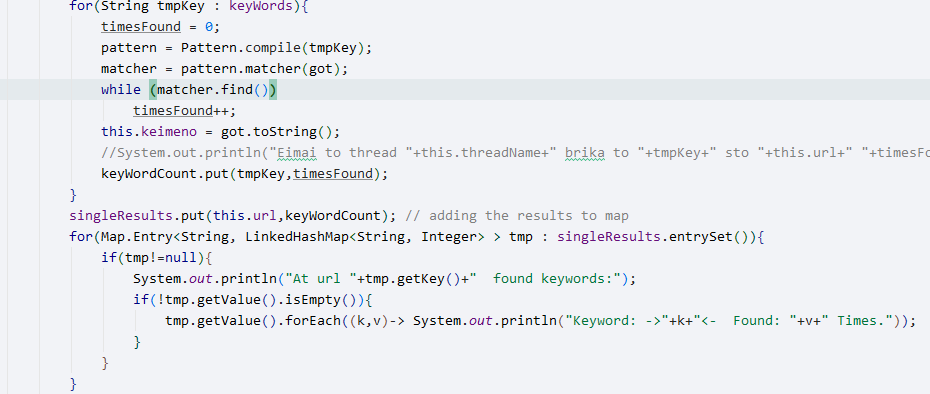 for(String tmpKey : keyWords){
timesFound = 0;
pattern = Pattern.compile(tmpKey);
matcher = pattern.matcher(got);
while (matcher.find())
timesFound++;
this.keimeno = got.toString();
//System.out.println("Eimai to thread "+this.threadName+" brika to "+tmpKey+" sto "+this.url+" "+timesFo
keyWordCount.put(tmpKey,timesFound);
}
singleResults.put(this.url,keyWordCount); // adding the results to map
for(Map.Entry<String, LinkedHashMap<String, Integer> > tmp : singleResults.entrySet()){
if(tmp!=null){
System.out.println("At url "+tmp.getKey()+"  found keywords:");
if(!tmp.getValue().isEmpty()){
tmp.getValue().forEach((k,v)-> System.out.println("Keyword: ->"+k+"<-  Found: "+v+" Times."));
}
}
}